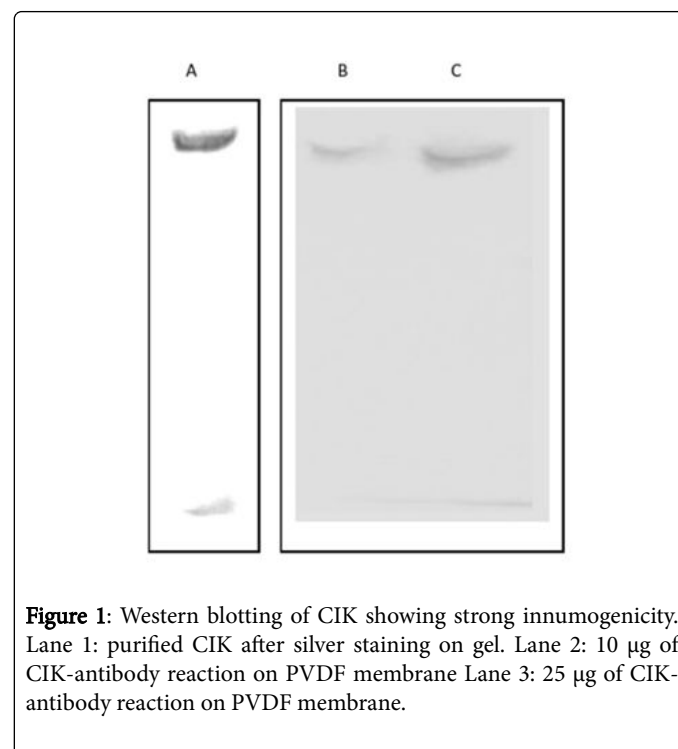 A B C
Figure 1: Western blotting of CIK showing strong innumogenicity.
Lane 1: purified CIK after silver staining on gel. Lane 2: 10 μg of
CIK-antibody reaction on PVDF membrane Lane 3: 25 μg of CIK-
antibody reaction on PVDF membrane.